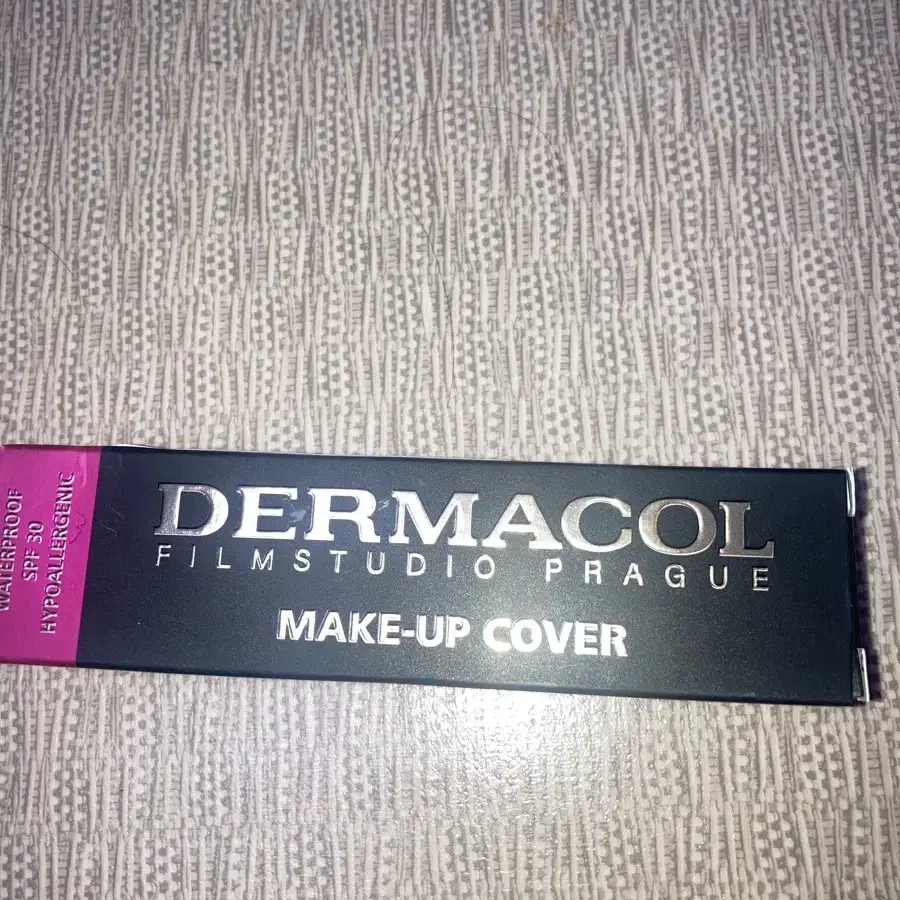 WATERPROOF
SPF 30
HYPOALLERGENIC
DERMACOL
FILMSTUDIO PRAGUE
MAKE-UP COVER